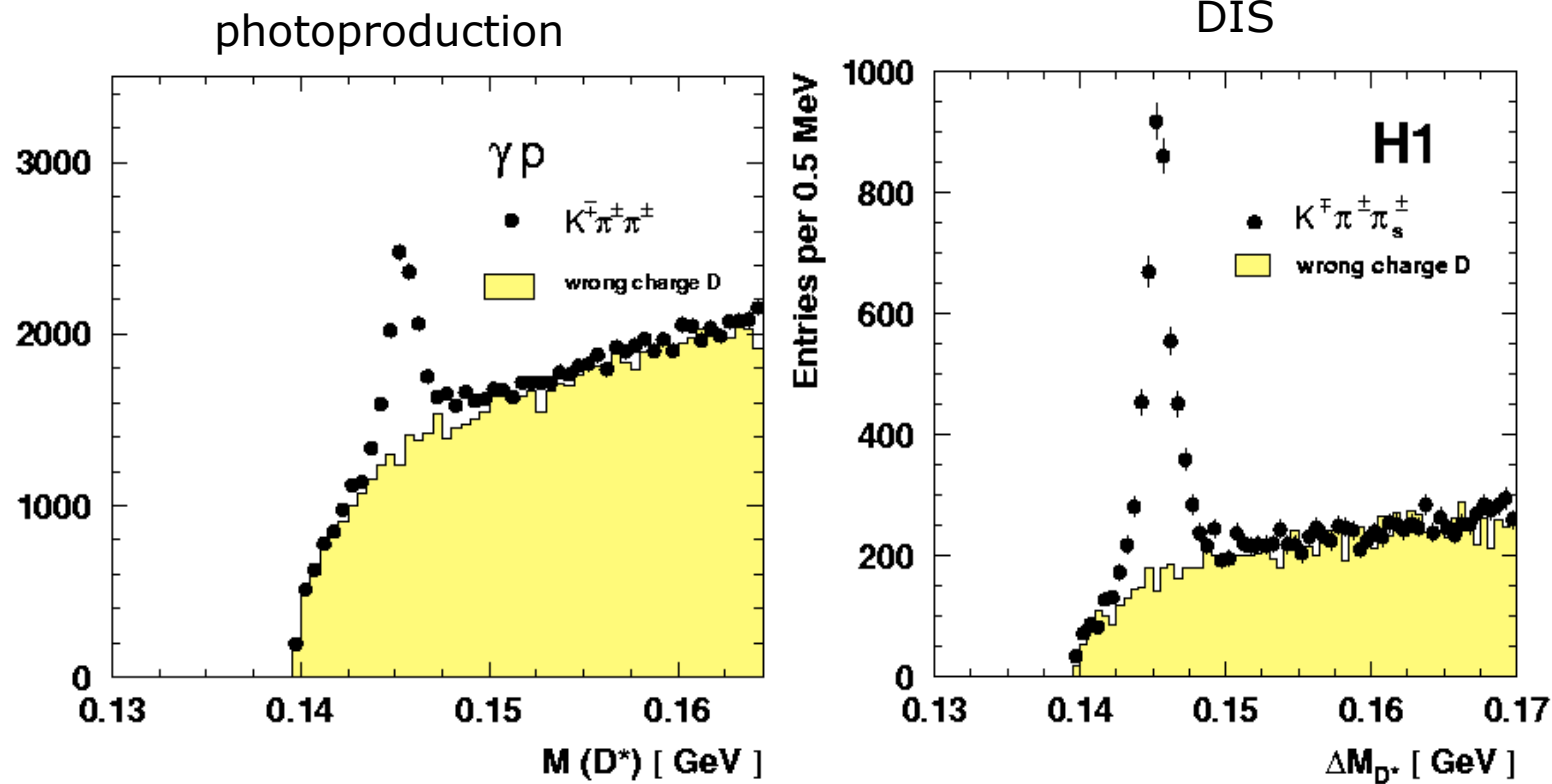 photoproduction
3000
2000
1000
0
0.13 0.14 0.15 0.16
M (D*) [ GeV ]
γ p
K∓π±π±
wrong charge D
DIS
Entries per 0.5 MeV
1000
800
600
400
200
0
0.13 0.14 0.15 0.16 0.17
ΔM_D* [ GeV ]
H1
K∓π±π_s±
wrong charge D